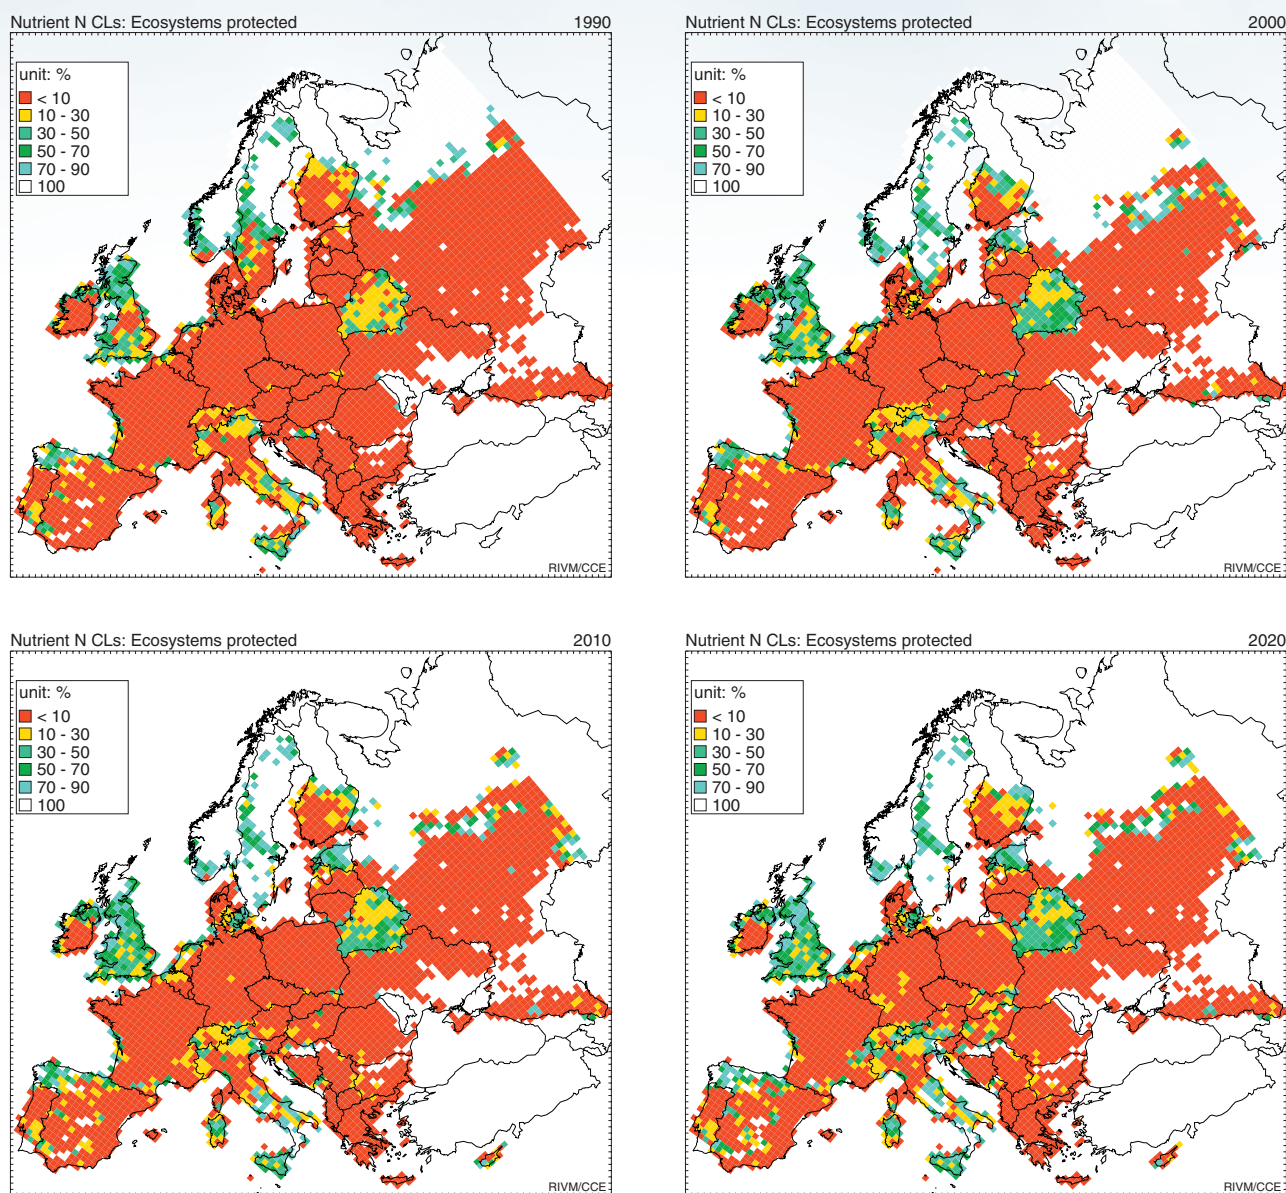 Nutrient N CLs: Ecosystems protected 1990
unit: %
< 10
10 - 30
30 - 50
50 - 70
70 - 90
100
RIVM/CCE
Nutrient N CLs: Ecosystems protected 2000
unit: %
< 10
10 - 30
30 - 50
50 - 70
70 - 90
100
RIVM/CCE
Nutrient N CLs: Ecosystems protected 2010
unit: %
< 10
10 - 30
30 - 50
50 - 70
70 - 90
100
RIVM/CCE
Nutrient N CLs: Ecosystems protected 2020
unit: %
< 10
10 - 30
30 - 50
50 - 70
70 - 90
100
RIVM/CCE